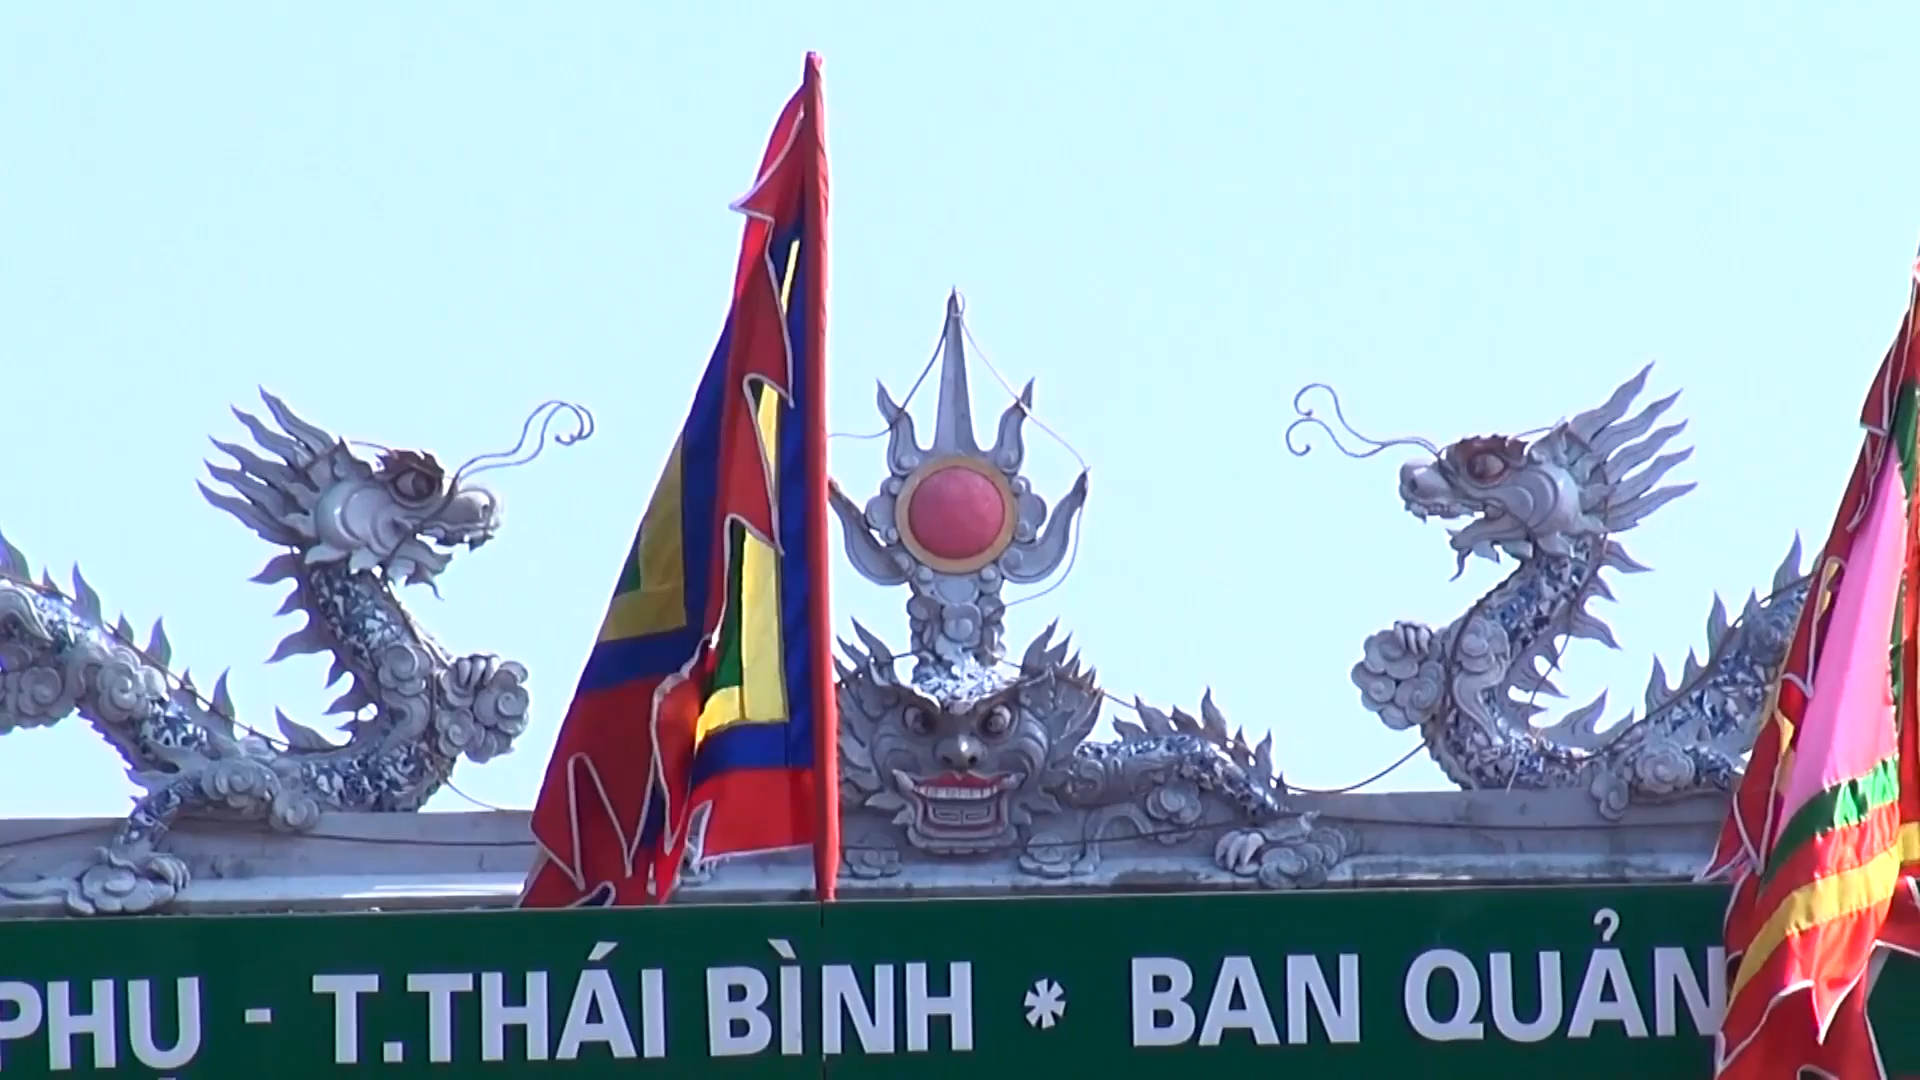 PHỤ - T.THÁI BÌNH * BAN QUẢN